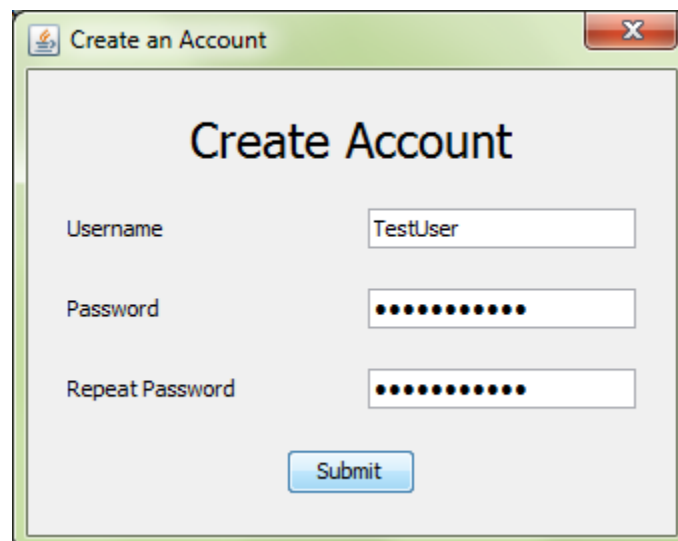 Create an Account
Create Account
Username TestUser
Password •••••••••••
Repeat Password •••••••••••
Submit